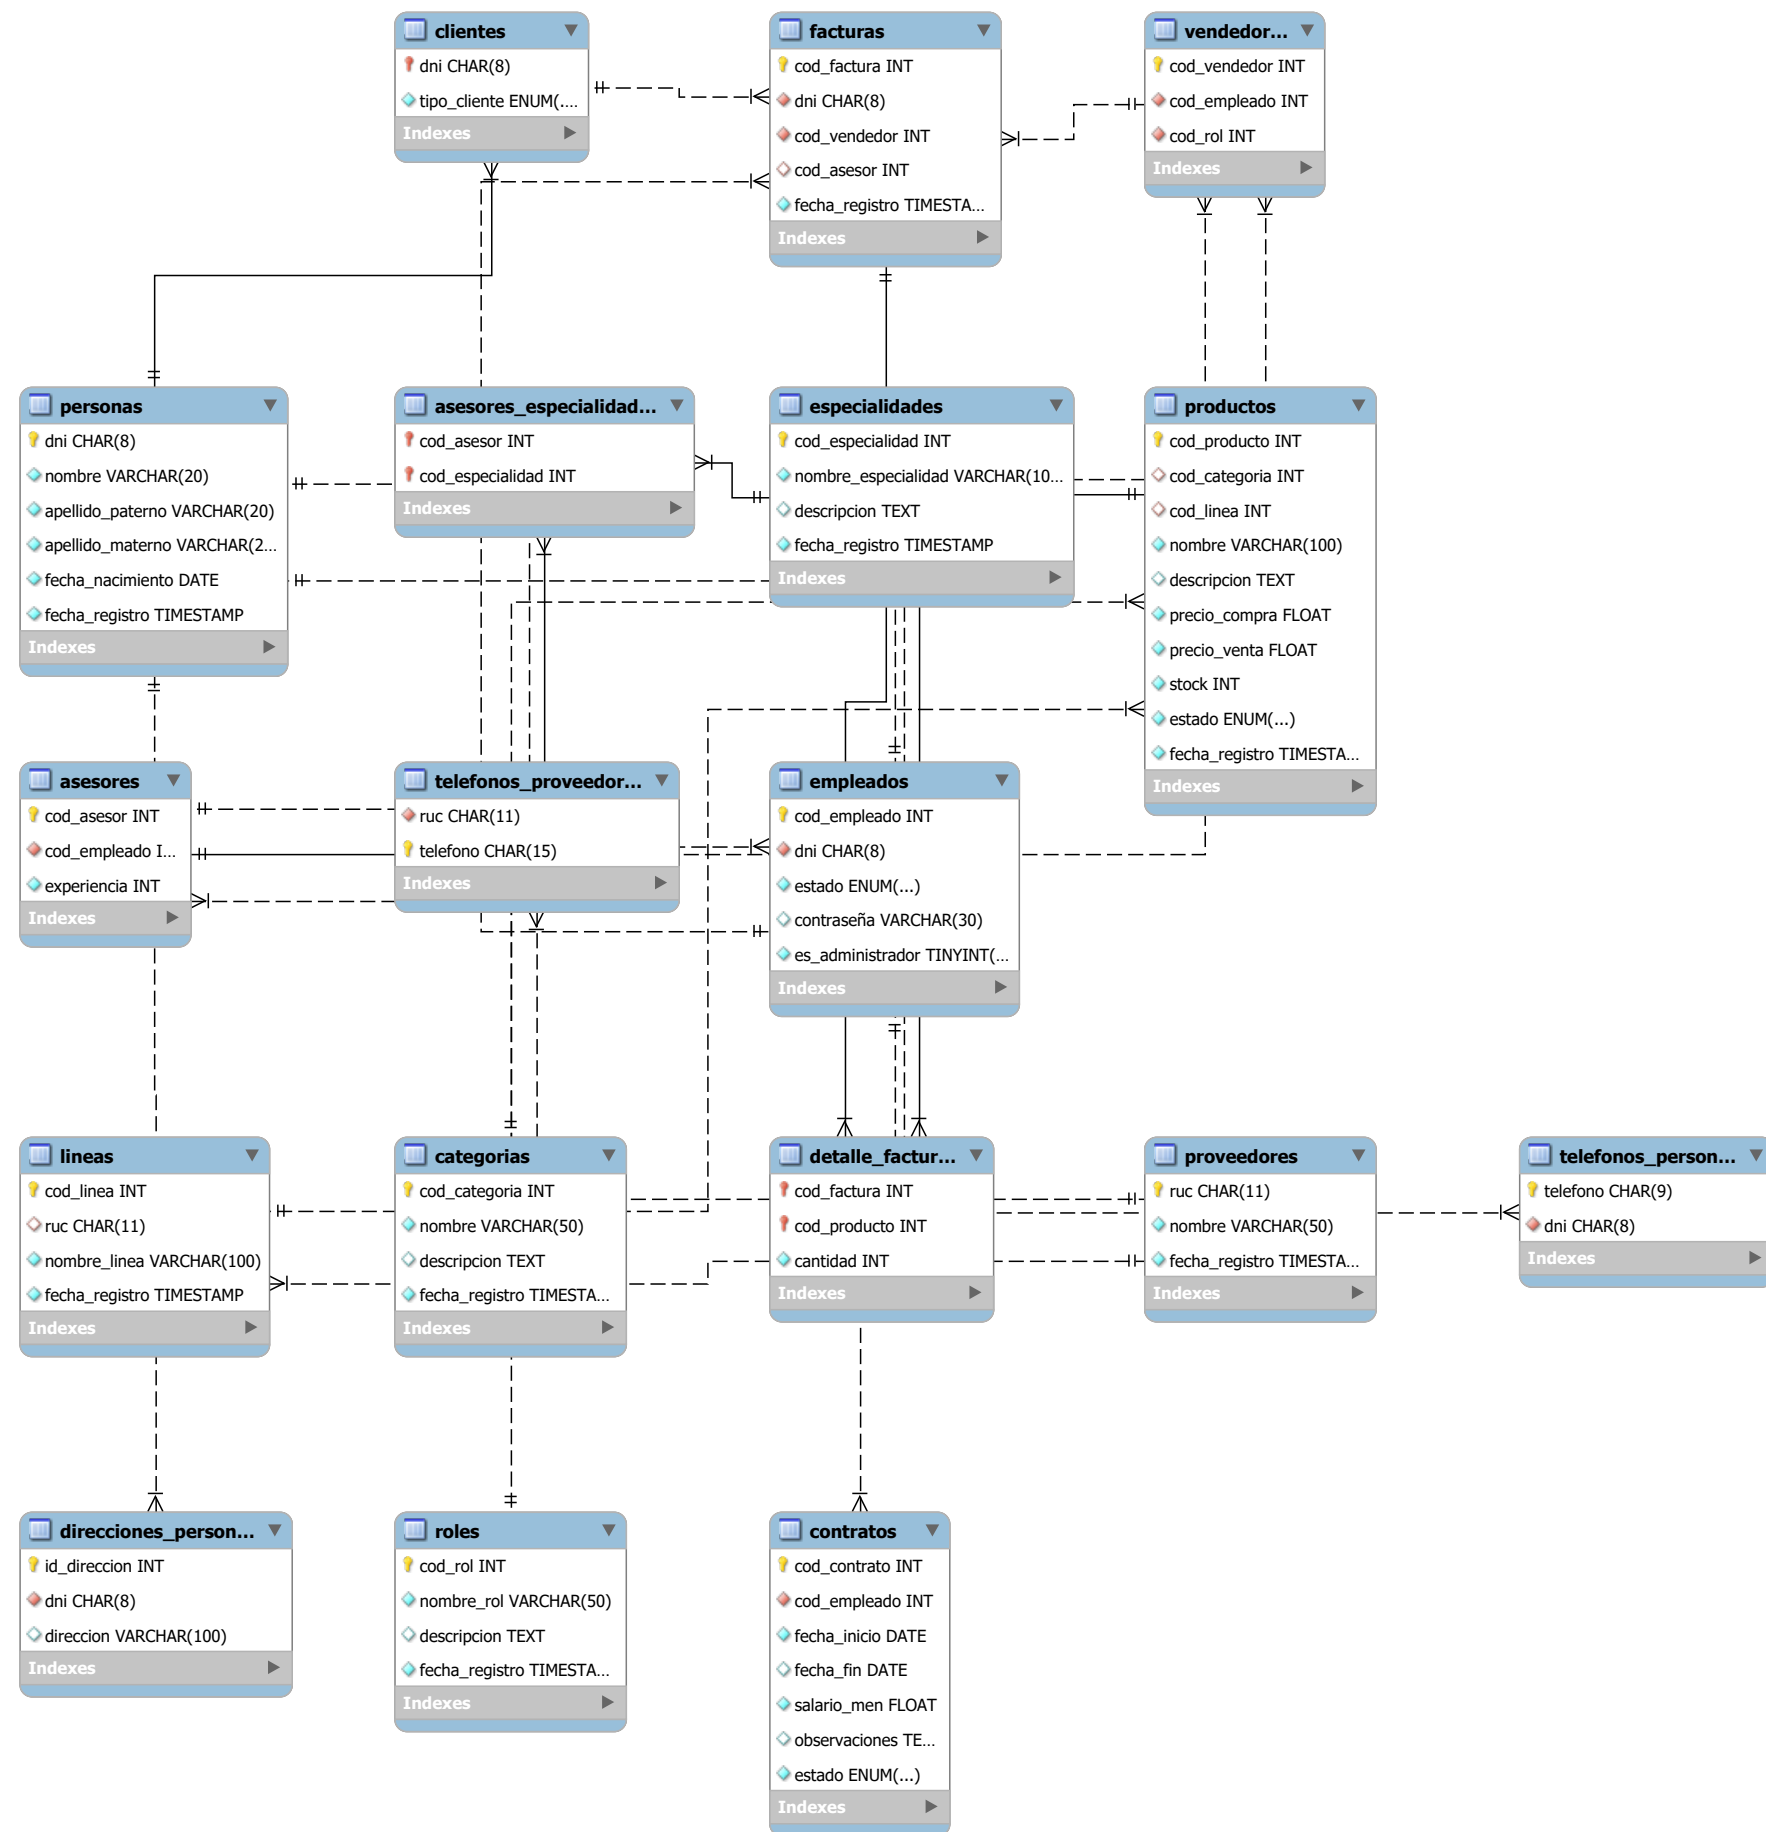 clientes
dni CHAR(8)
tipo_cliente ENUM(....
Indexes
facturas
cod_factura INT
dni CHAR(8)
cod_vendedor INT
cod_asesor INT
fecha_registro TIMESTA...
Indexes
vendedor...
cod_vendedor INT
cod_empleado INT
cod_rol INT
Indexes
personas
dni CHAR(8)
nombre VARCHAR(20)
apellido_paterno VARCHAR(20)
apellido_materno VARCHAR(2...
fecha_nacimiento DATE
fecha_registro TIMESTAMP
Indexes
asesores_especialidad...
cod_asesor INT
cod_especialidad INT
Indexes
especialidades
cod_especialidad INT
nombre_especialidad VARCHAR(10...
descripcion TEXT
fecha_registro TIMESTAMP
Indexes
productos
cod_producto INT
cod_categoria INT
cod_linea INT
nombre VARCHAR(100)
descripcion TEXT
precio_compra FLOAT
precio_venta FLOAT
stock INT
estado ENUM(...)
fecha_registro TIMESTA...
Indexes
asesores
cod_asesor INT
cod_empleado I...
experiencia INT
Indexes
telefonos_proveedor...
ruc CHAR(11)
telefono CHAR(15)
Indexes
empleados
cod_empleado INT
dni CHAR(8)
estado ENUM(...)
contraseña VARCHAR(30)
es_administrador TINYINT(...
Indexes
lineas
cod_linea INT
ruc CHAR(11)
nombre_linea VARCHAR(100)
fecha_registro TIMESTAMP
Indexes
categorias
cod_categoria INT
nombre VARCHAR(50)
descripcion TEXT
fecha_registro TIMESTA...
Indexes
detalle_factur...
cod_factura INT
cod_producto INT
cantidad INT
Indexes
proveedores
ruc CHAR(11)
nombre VARCHAR(50)
fecha_registro TIMESTA...
Indexes
telefonos_person...
telefono CHAR(9)
dni CHAR(8)
Indexes
direcciones_person...
id_direccion INT
dni CHAR(8)
direccion VARCHAR(100)
Indexes
roles
cod_rol INT
nombre_rol VARCHAR(50)
descripcion TEXT
fecha_registro TIMESTA...
Indexes
contratos
cod_contrato INT
cod_empleado INT
fecha_inicio DATE
fecha_fin DATE
salario_men FLOAT
observaciones TE...
estado ENUM(...)
Indexes